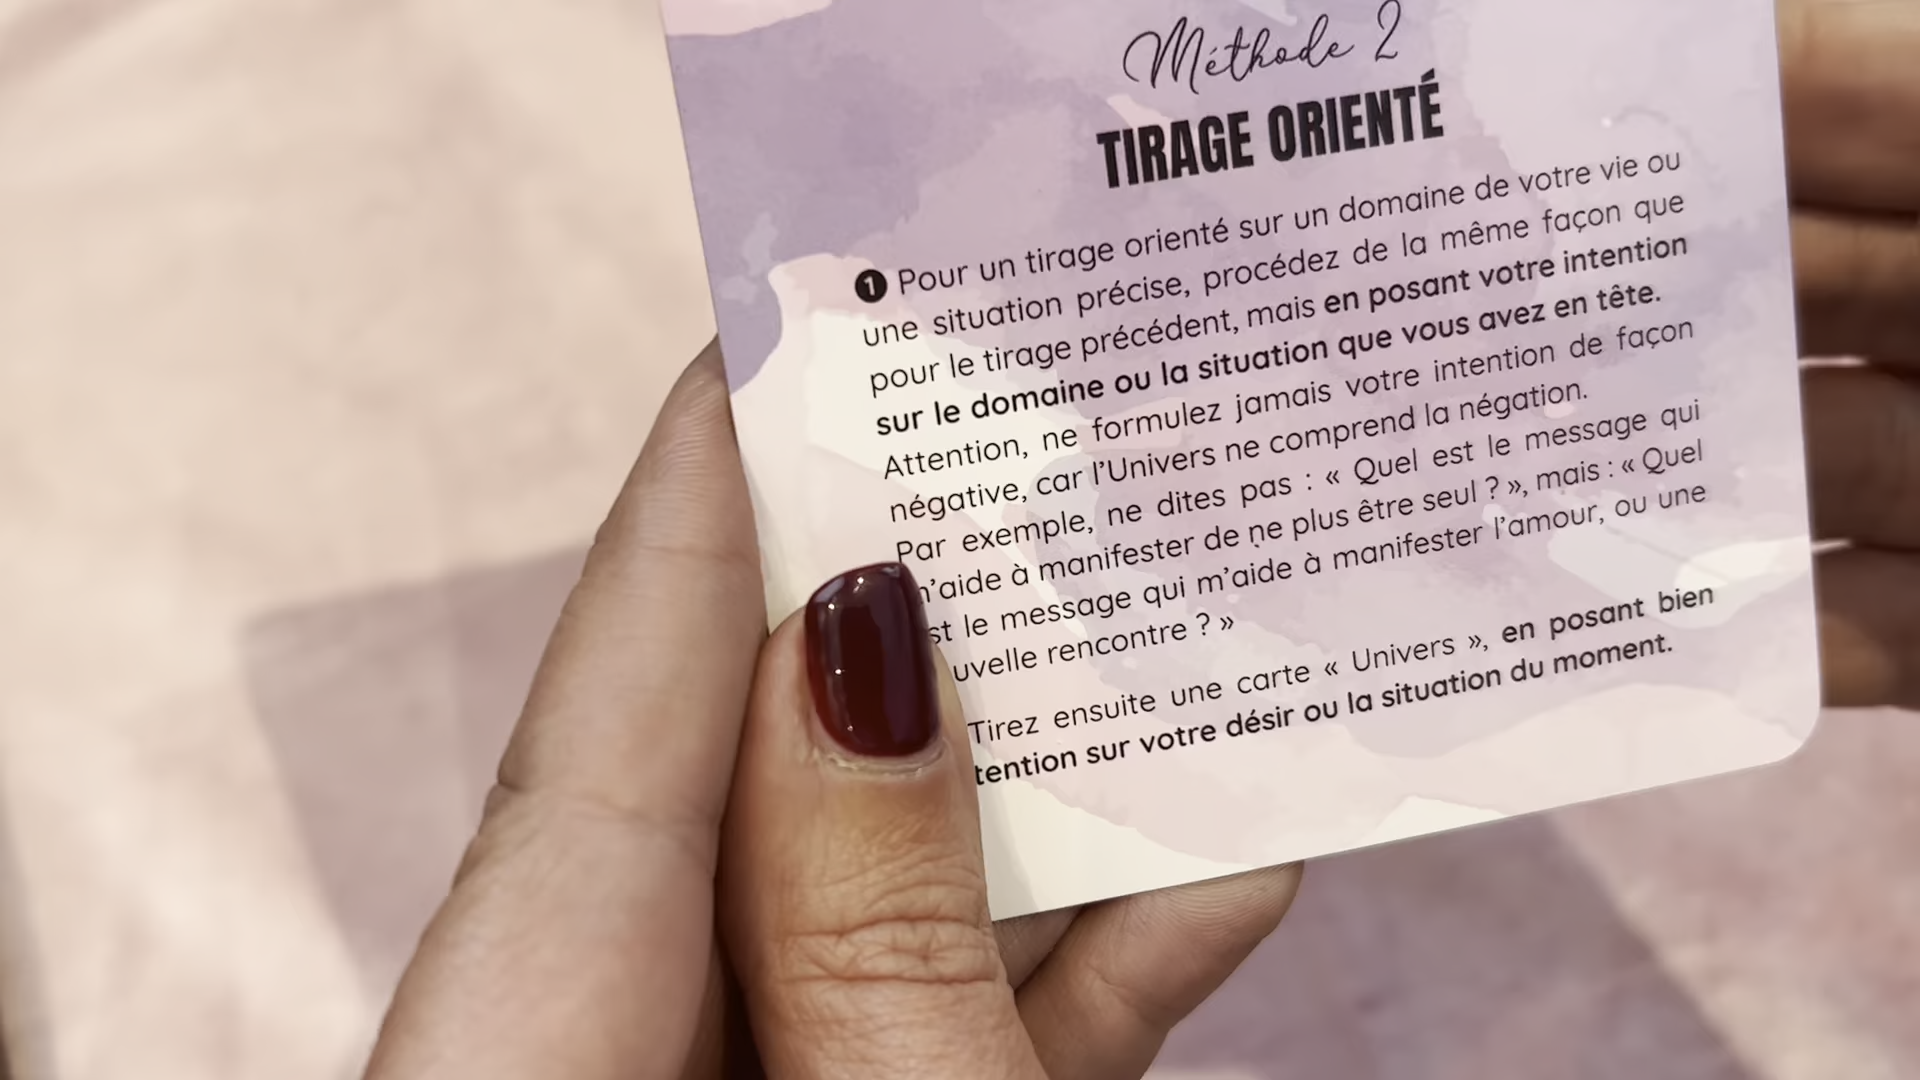 Méthode 2
TIRAGE ORIENTÉ
1 Pour un tirage orienté sur un domaine de votre vie ou
une situation précise, procédez de la même façon que
pour le tirage précédent, mais en posant votre intention
sur le domaine ou la situation que vous avez en tête.
Attention, ne formulez jamais votre intention de façon
négative, car l'Univers ne comprend la négation.
Par exemple, ne dites pas : « Quel est le message qui
m'aide à manifester de ne plus être seul ? », mais : « Quel
st le message qui m'aide à manifester l'amour, ou une
uvelle rencontre ? »
Tirez ensuite une carte « Univers », en posant bien
tention sur votre désir ou la situation du moment.